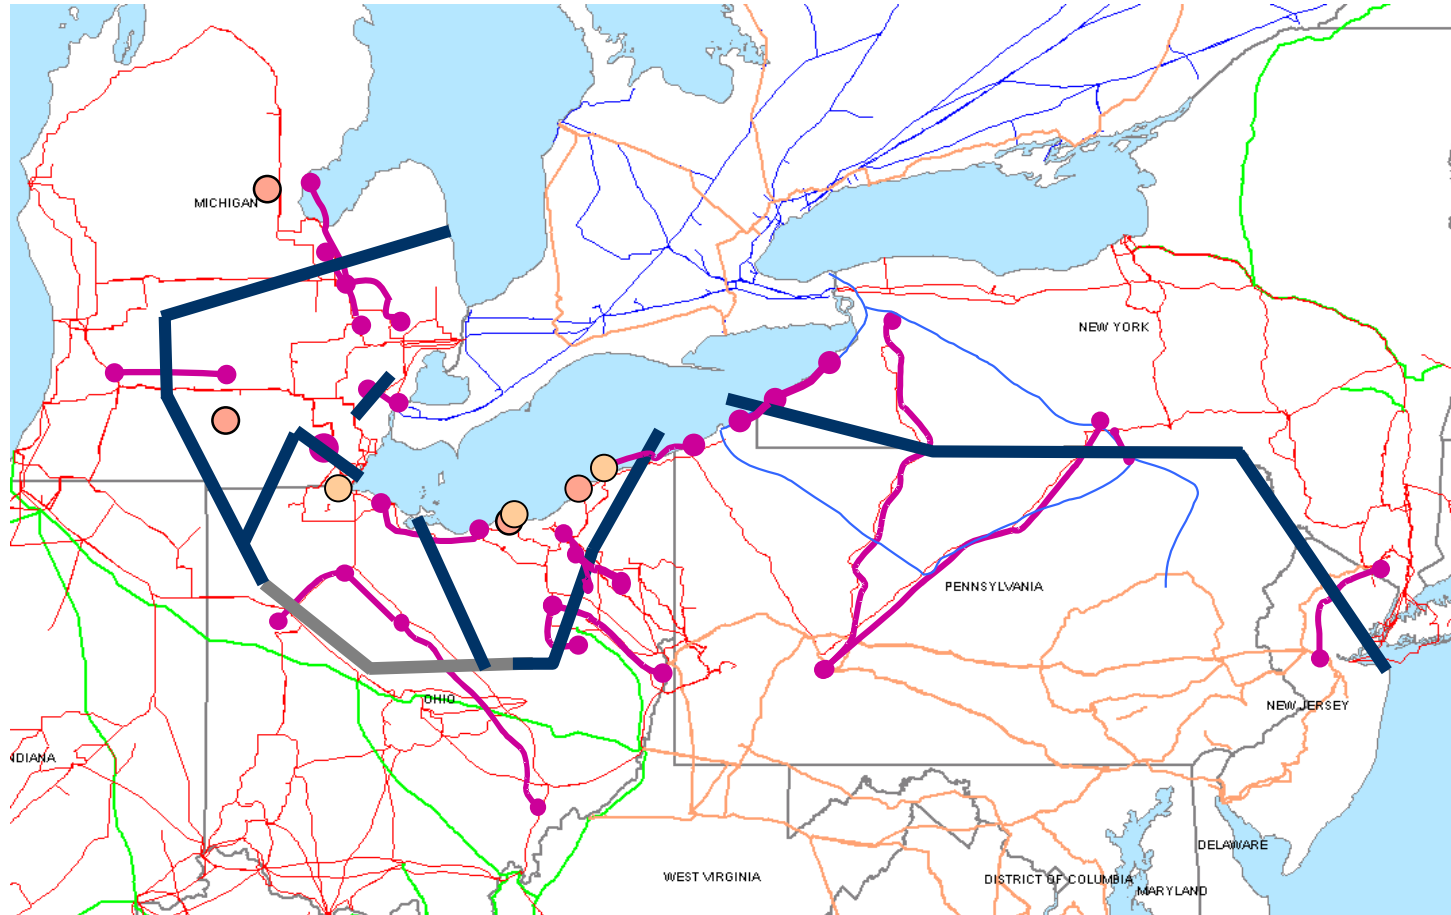 MICHIGAN
NEW YORK
PENNSYLVANIA
OHIO
NEW JERSEY
NDIANA
DELAWARE
WEST VIRGINIA
DISTRICT OF COLUMBIA
MARYLAND